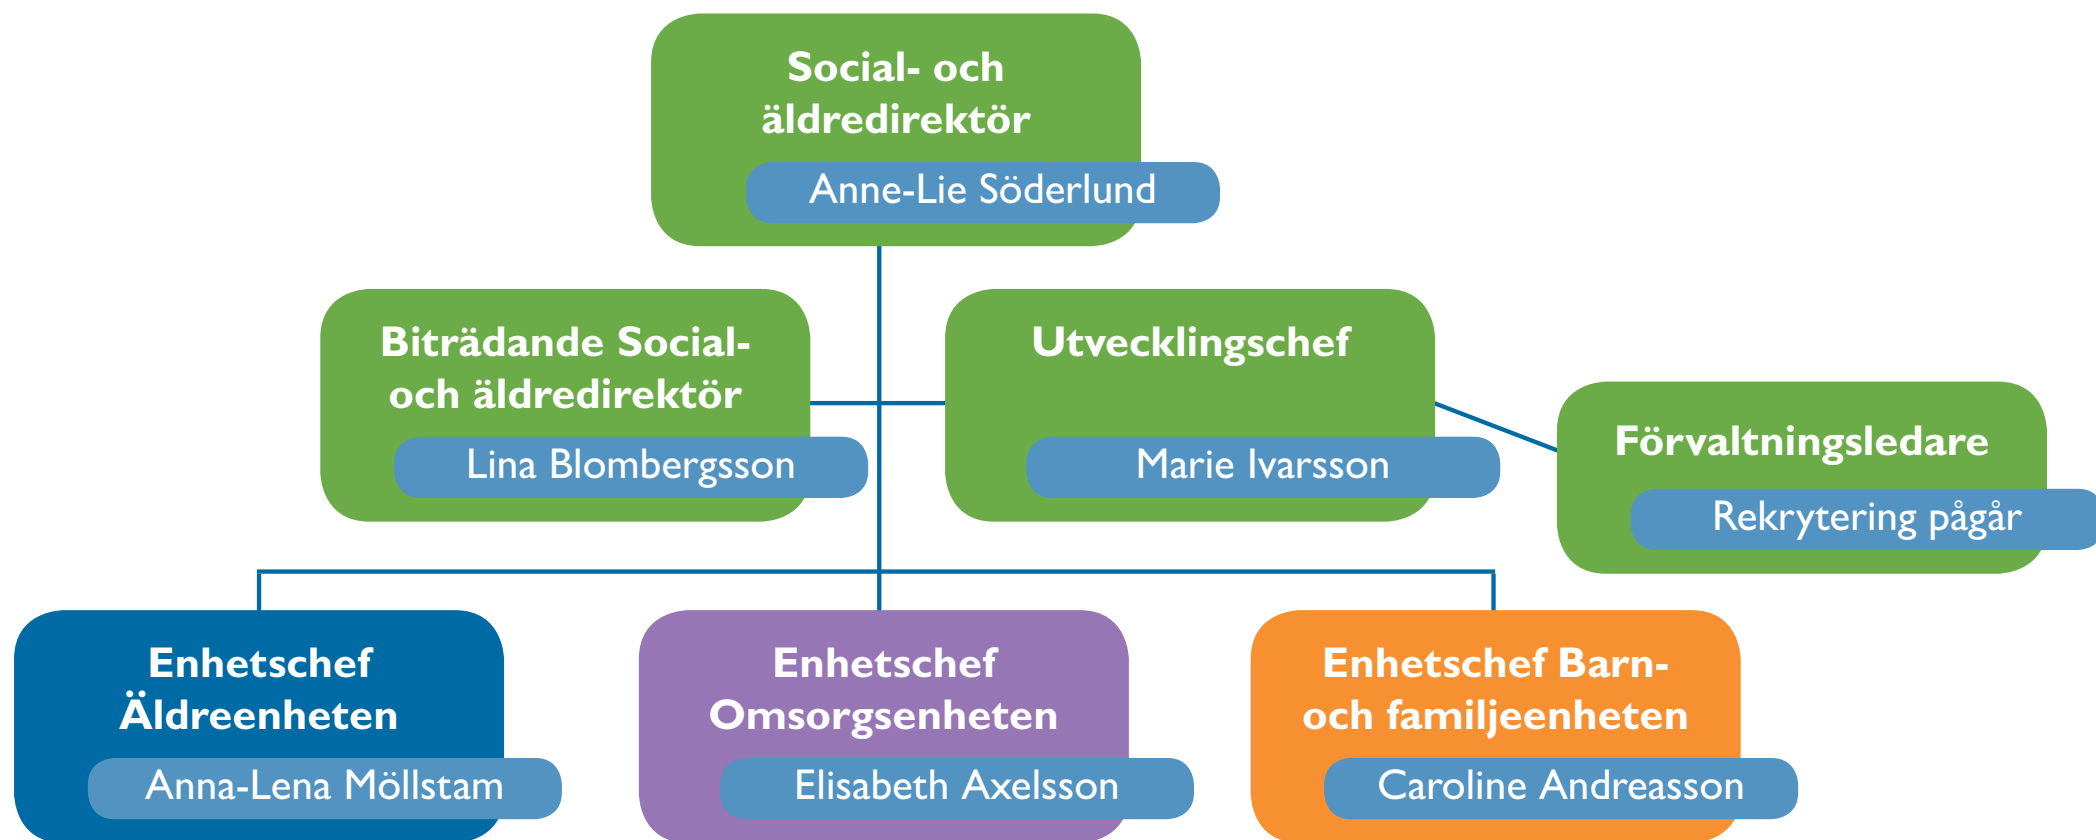 Social- och
äldredirektör
Anne-Lie Söderlund
Biträdande Social-
och äldredirektör
Lina Blombergsson
Utvecklingschef
Marie Ivarsson
Förvaltningsledare
Rekrytering pågår
Enhetschef
Äldreenheten
Anna-Lena Möllstam
Enhetschef
Omsorgsenheten
Elisabeth Axelsson
Enhetschef Barn-
och familjeenheten
Caroline Andreasson